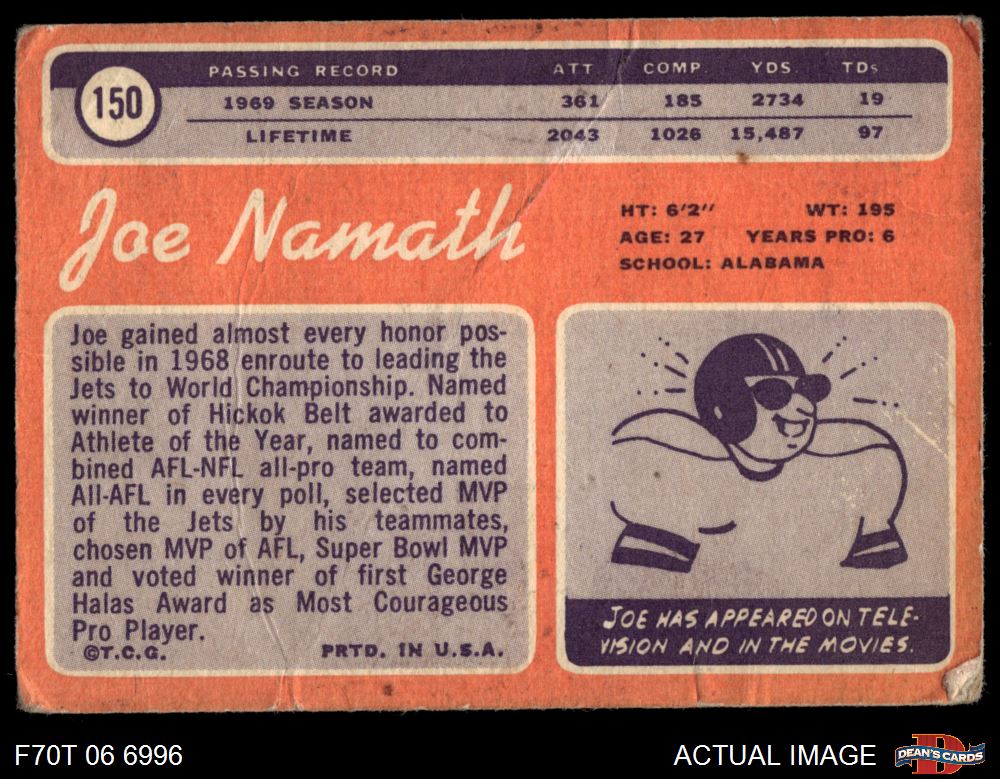 150
PASSING RECORD ATT COMP YDS. TDs
1969 SEASON 361 185 2734 19
LIFETIME 2043 1026 15,487 97
Joe Namath
HT: 6'2" WT: 195
AGE: 27 YEARS PRO: 6
SCHOOL: ALABAMA
Joe gained almost every honor pos-
sible in 1968 enroute to leading the
Jets to World Championship. Named
winner of Hickok Belt awarded to
Athlete of the Year, named to com-
bined AFL-NFL all-pro team, named
All-AFL in every poll, selected MVP
of the Jets by his teammates,
chosen MVP of AFL, Super Bowl MVP
and voted winner of first George
Halas Award as Most Courageous
Pro Player.
©T.C.G. PRTD. IN U.S.A.
JOE HAS APPEARED ON TELE-
VISION AND IN THE MOVIES.
F70T 06 6996
ACTUAL IMAGE
D
DEAN'S CARDS